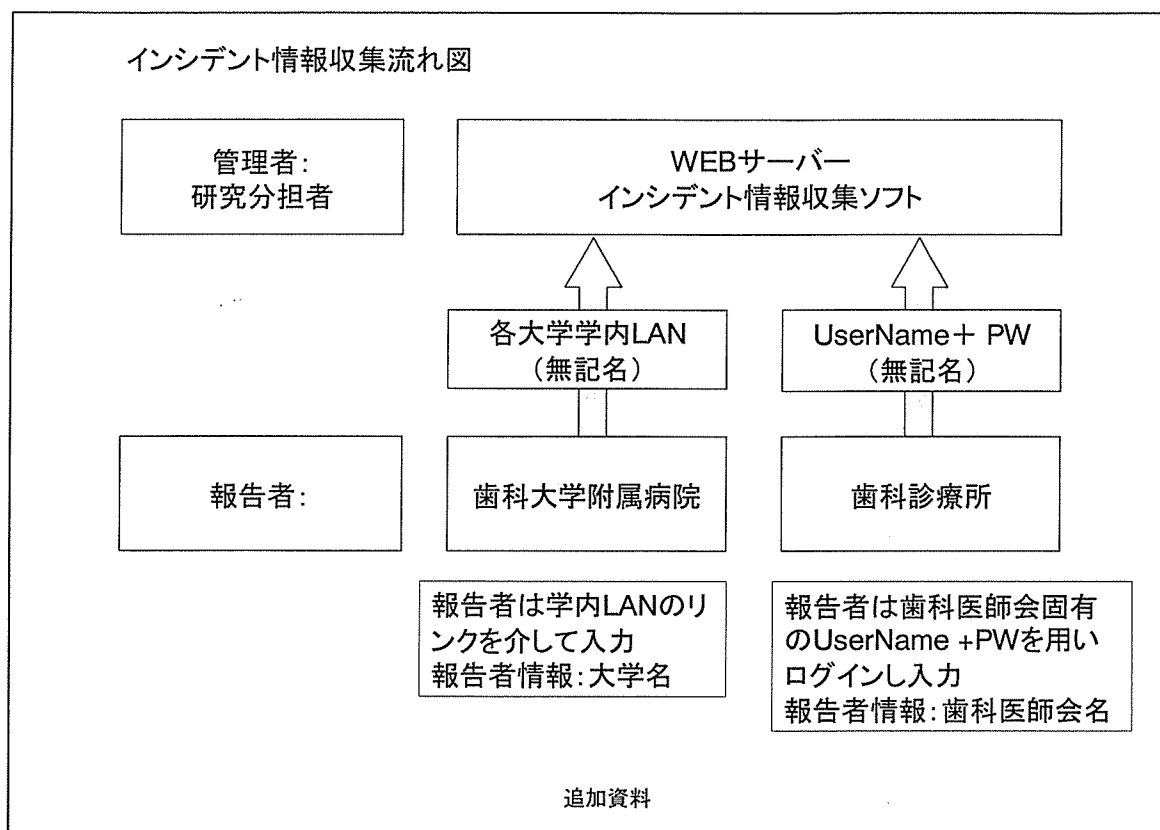 インシデント情報収集流れ図
管理者:
研究分担者
WEBサーバー
インシデント情報収集ソフト
各大学学内LAN
（無記名）
UserName＋ PW
（無記名）
報告者:
歯科大学附属病院
歯科診療所
報告者は学内LANのリ
ンクを介して入力
報告者情報:大学名
報告者は歯科医師会固有
のUserName +PWを用い
ログインし入力
報告者情報:歯科医師会名
追加資料